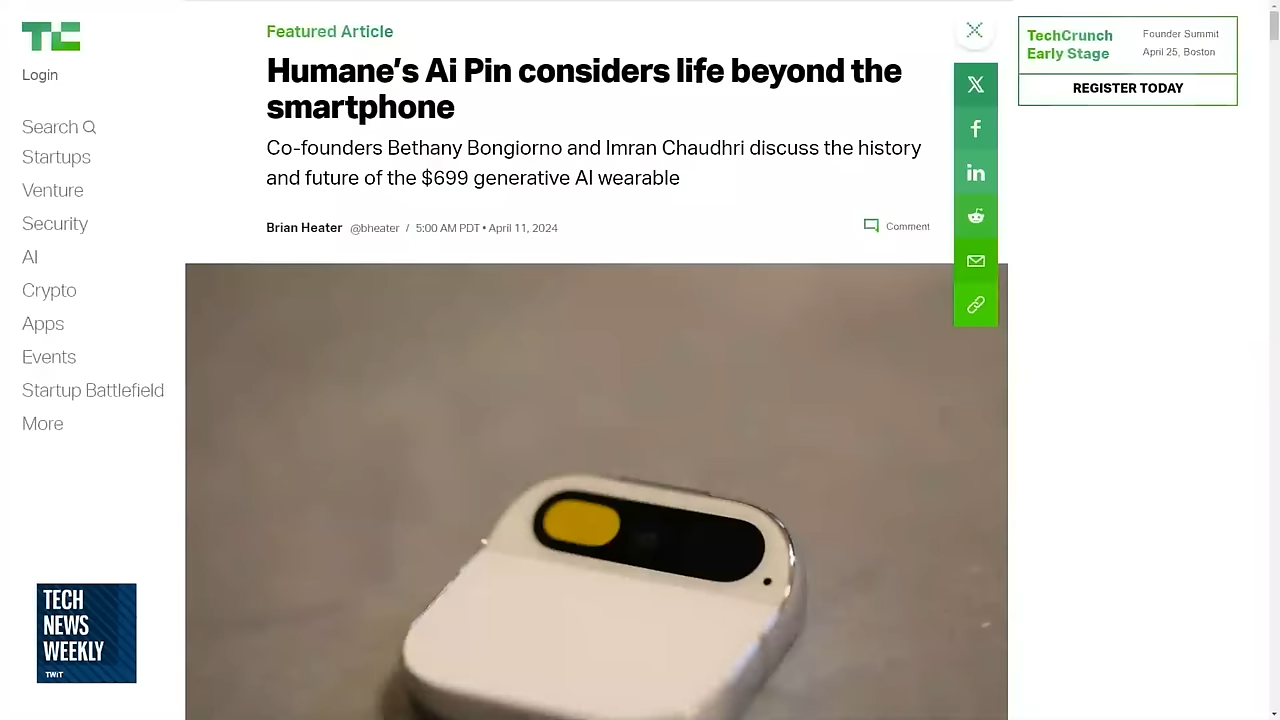 TC
Login
Search
Startups
Venture
Security
AI
Crypto
Apps
Events
Startup Battlefield
More
TECH
NEWS
WEEKLY
TWiT
Featured Article
Humane's Ai Pin considers life beyond the
smartphone
Co-founders Bethany Bongiorno and Imran Chaudhri discuss the history
and future of the $699 generative AI wearable
Brian Heater @bheater / 5:00 AM PDT • April 11, 2024
Comment
TechCrunch
Early Stage
Founder Summit
April 25, Boston
REGISTER TODAY